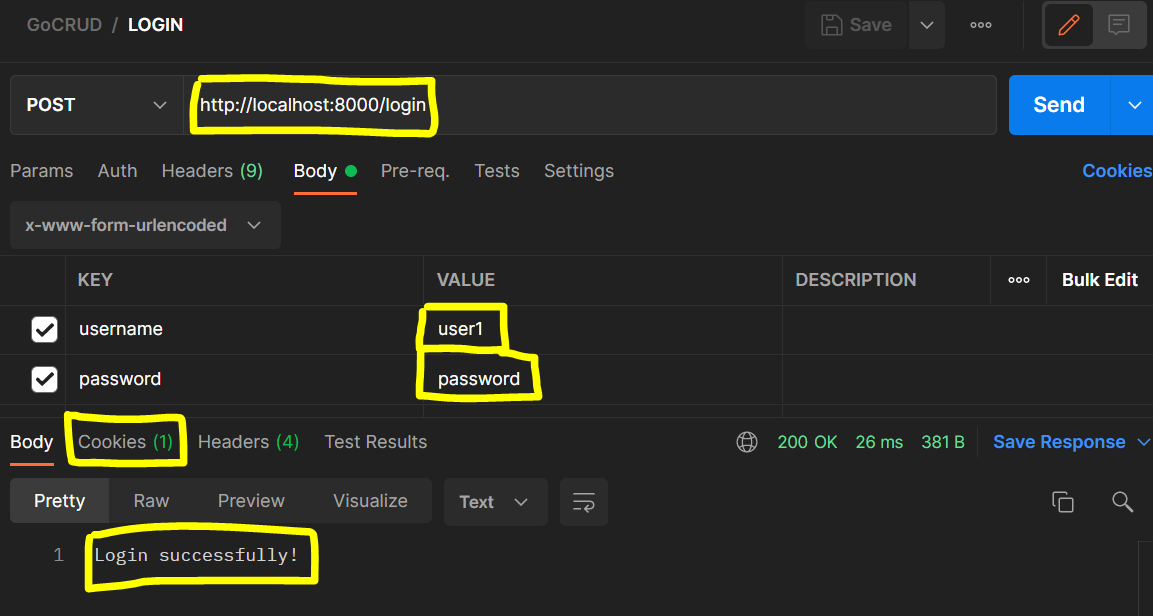 GoCRUD / LOGIN
Save
POST http://localhost:8000/login Send
Params Auth Headers (9) Body Pre-req. Tests Settings Cookies
x-www-form-urlencoded
KEY VALUE DESCRIPTION Bulk Edit
username user1
password password
Body Cookies (1) Headers (4) Test Results 200 OK 26 ms 381 B Save Response
Pretty Raw Preview Visualize Text
1 Login successfully!